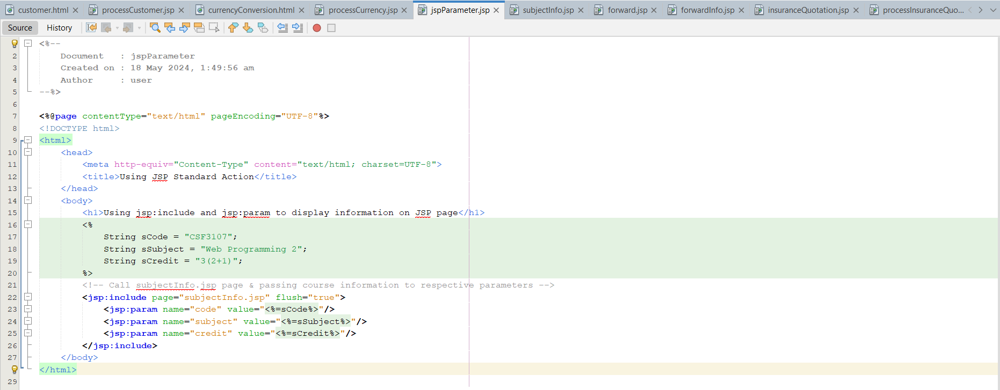 customer.html processCustomer.jsp currencyConversion.html processCurrency.jsp jspParameter.jsp subjectInfo.jsp forward.jsp forwardInfo.jsp insuranceQuotation.jsp processInsuranceQuo...
Source History
<%--
2 Document   : jspParameter
3 Created on : 18 May 2024, 1:49:56 am
4 Author     : user
5 --%>
6
7 <%@page contentType="text/html" pageEncoding="UTF-8"%>
8 <!DOCTYPE html>
9 <html>
10 <head>
11 <meta http-equiv="Content-Type" content="text/html; charset=UTF-8">
12 <title>Using JSP Standard Action</title>
13 </head>
14 <body>
15 <h1>Using jsp:include and jsp:param to display information on JSP page</h1>
16 <%
17 String sCode = "CSF3107";
18 String sSubject = "Web Programming 2";
19 String sCredit = "3(2+1)";
20 %>
21 <!-- Call subjectInfo.jsp page & passing course information to respective parameters -->
22 <jsp:include page="subjectInfo.jsp" flush="true">
23 <jsp:param name="code" value="<%=sCode%>"/>
24 <jsp:param name="subject" value="<%=sSubject%>"/>
25 <jsp:param name="credit" value="<%=sCredit%>"/>
26 </jsp:include>
27 </body>
</html>
29